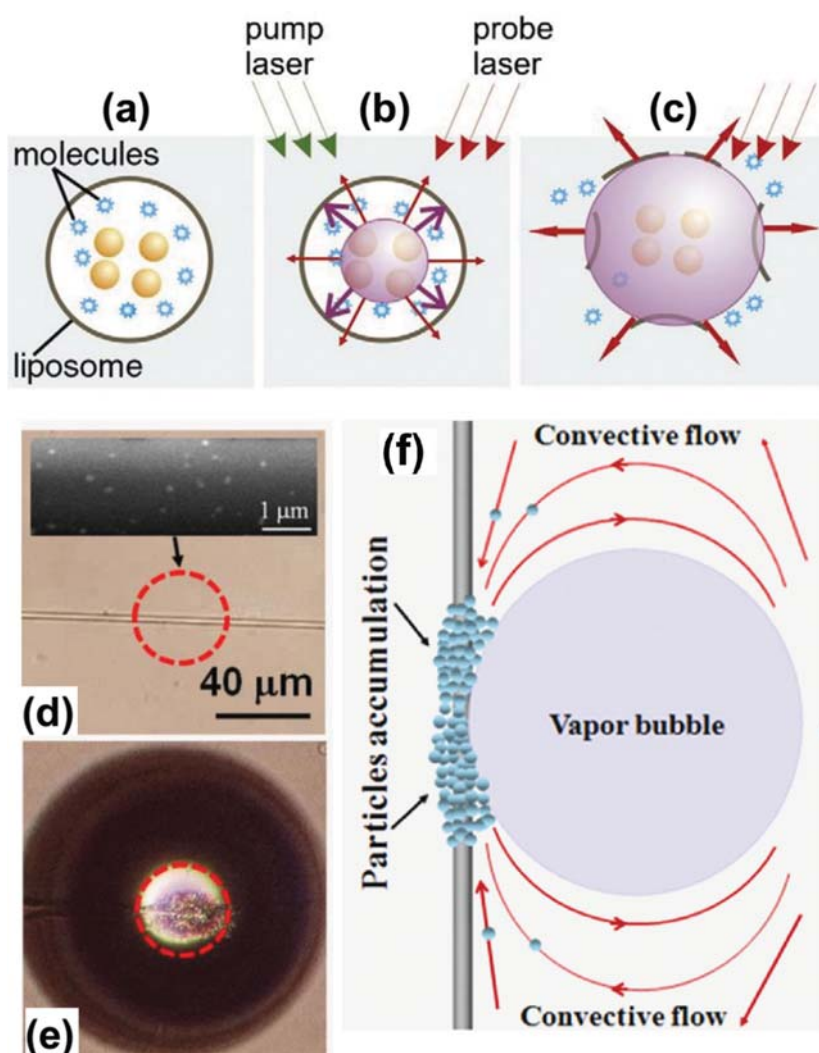 pump
laser
probe
laser
(a)
(b)
(c)
molecules
liposome
1 μm
40 μm
(d)
(e)
(f)
Convective flow
Particles accumulation
Vapor bubble
Convective flow